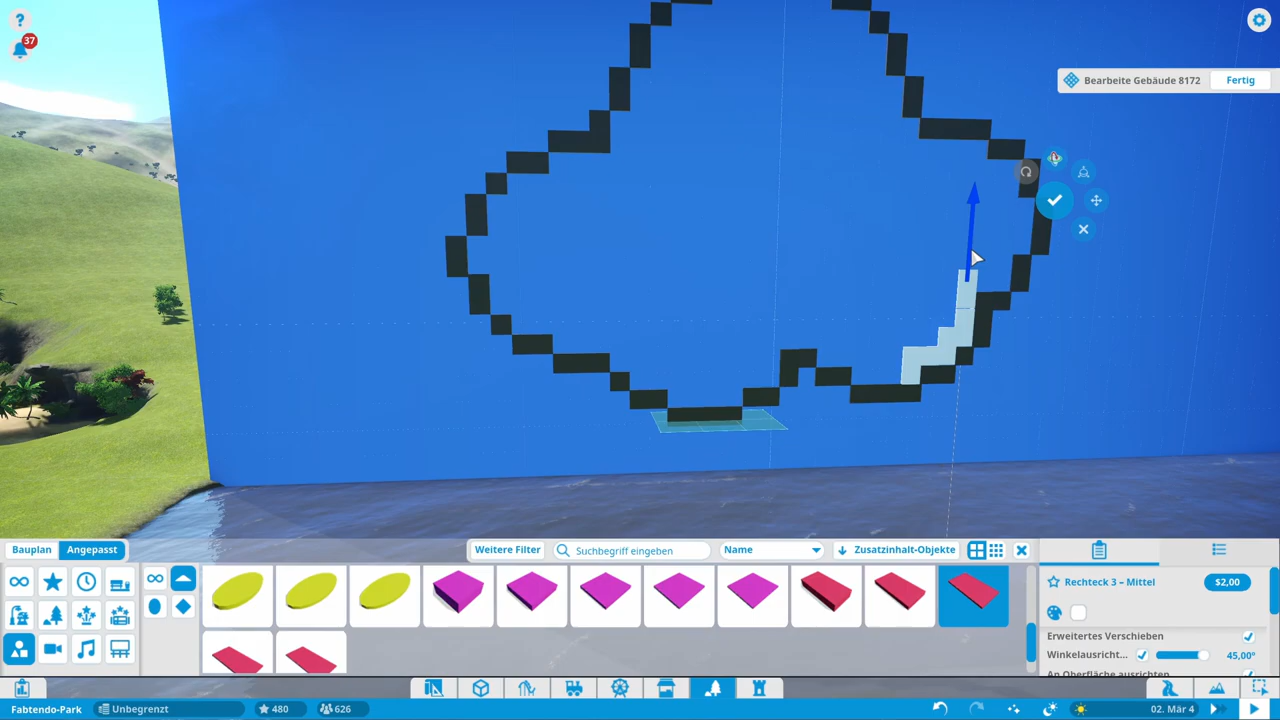 ?
37
Bearbeite Gebäude 8172
Fertig
Bauplan
Angepasst
Weitere Filter
Suchbegriff eingeben
Name
Zusatzinhalt-Objekte
Rechteck 3 – Mittel
$2,00
Erweitertes Verschieben
Winkelausricht...
45,00°
Fabtendo-Park
Unbegrenzt
480
626
02. Mär 4